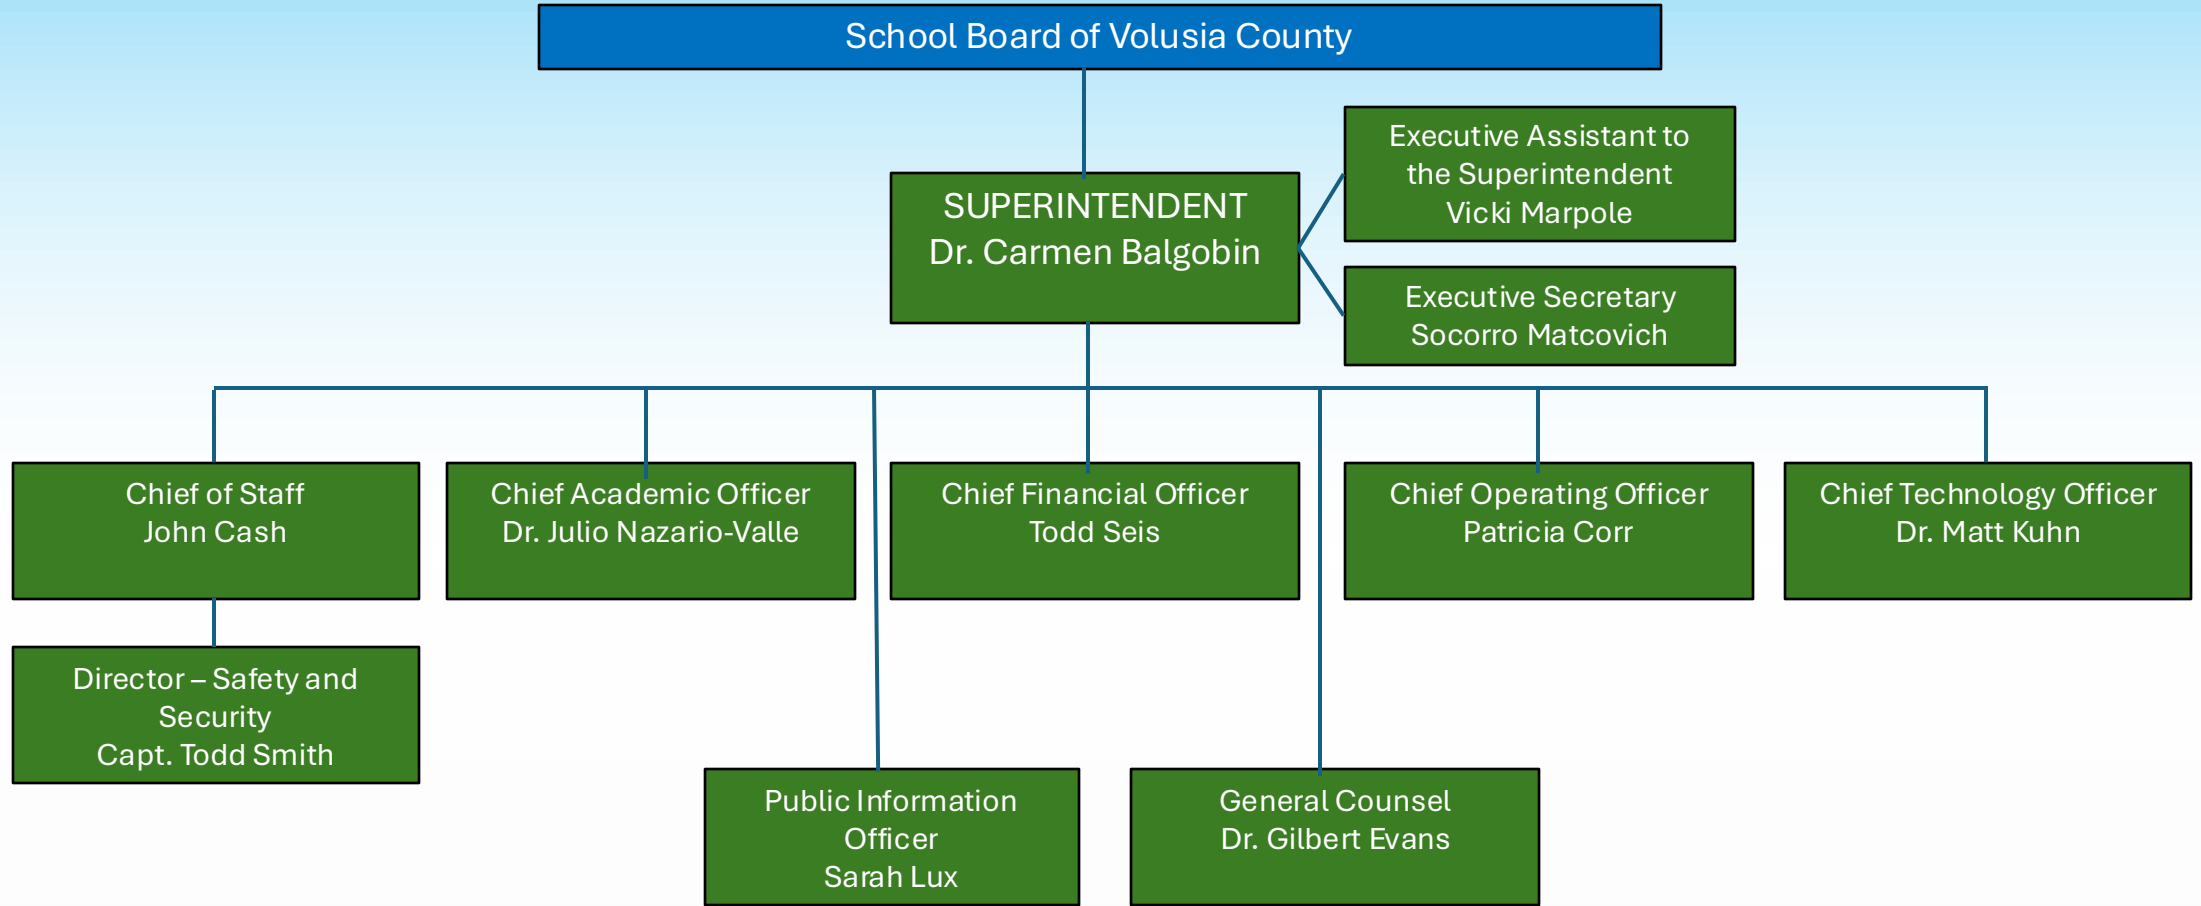 School Board of Volusia County
SUPERINTENDENT
Dr. Carmen Balgobin
Executive Assistant to
the Superintendent
Vicki Marpole
Executive Secretary
Socorro Matcovich
Chief of Staff
John Cash
Chief Academic Officer
Dr. Julio Nazario-Valle
Chief Financial Officer
Todd Seis
Chief Operating Officer
Patricia Corr
Chief Technology Officer
Dr. Matt Kuhn
Director – Safety and
Security
Capt. Todd Smith
Public Information
Officer
Sarah Lux
General Counsel
Dr. Gilbert Evans